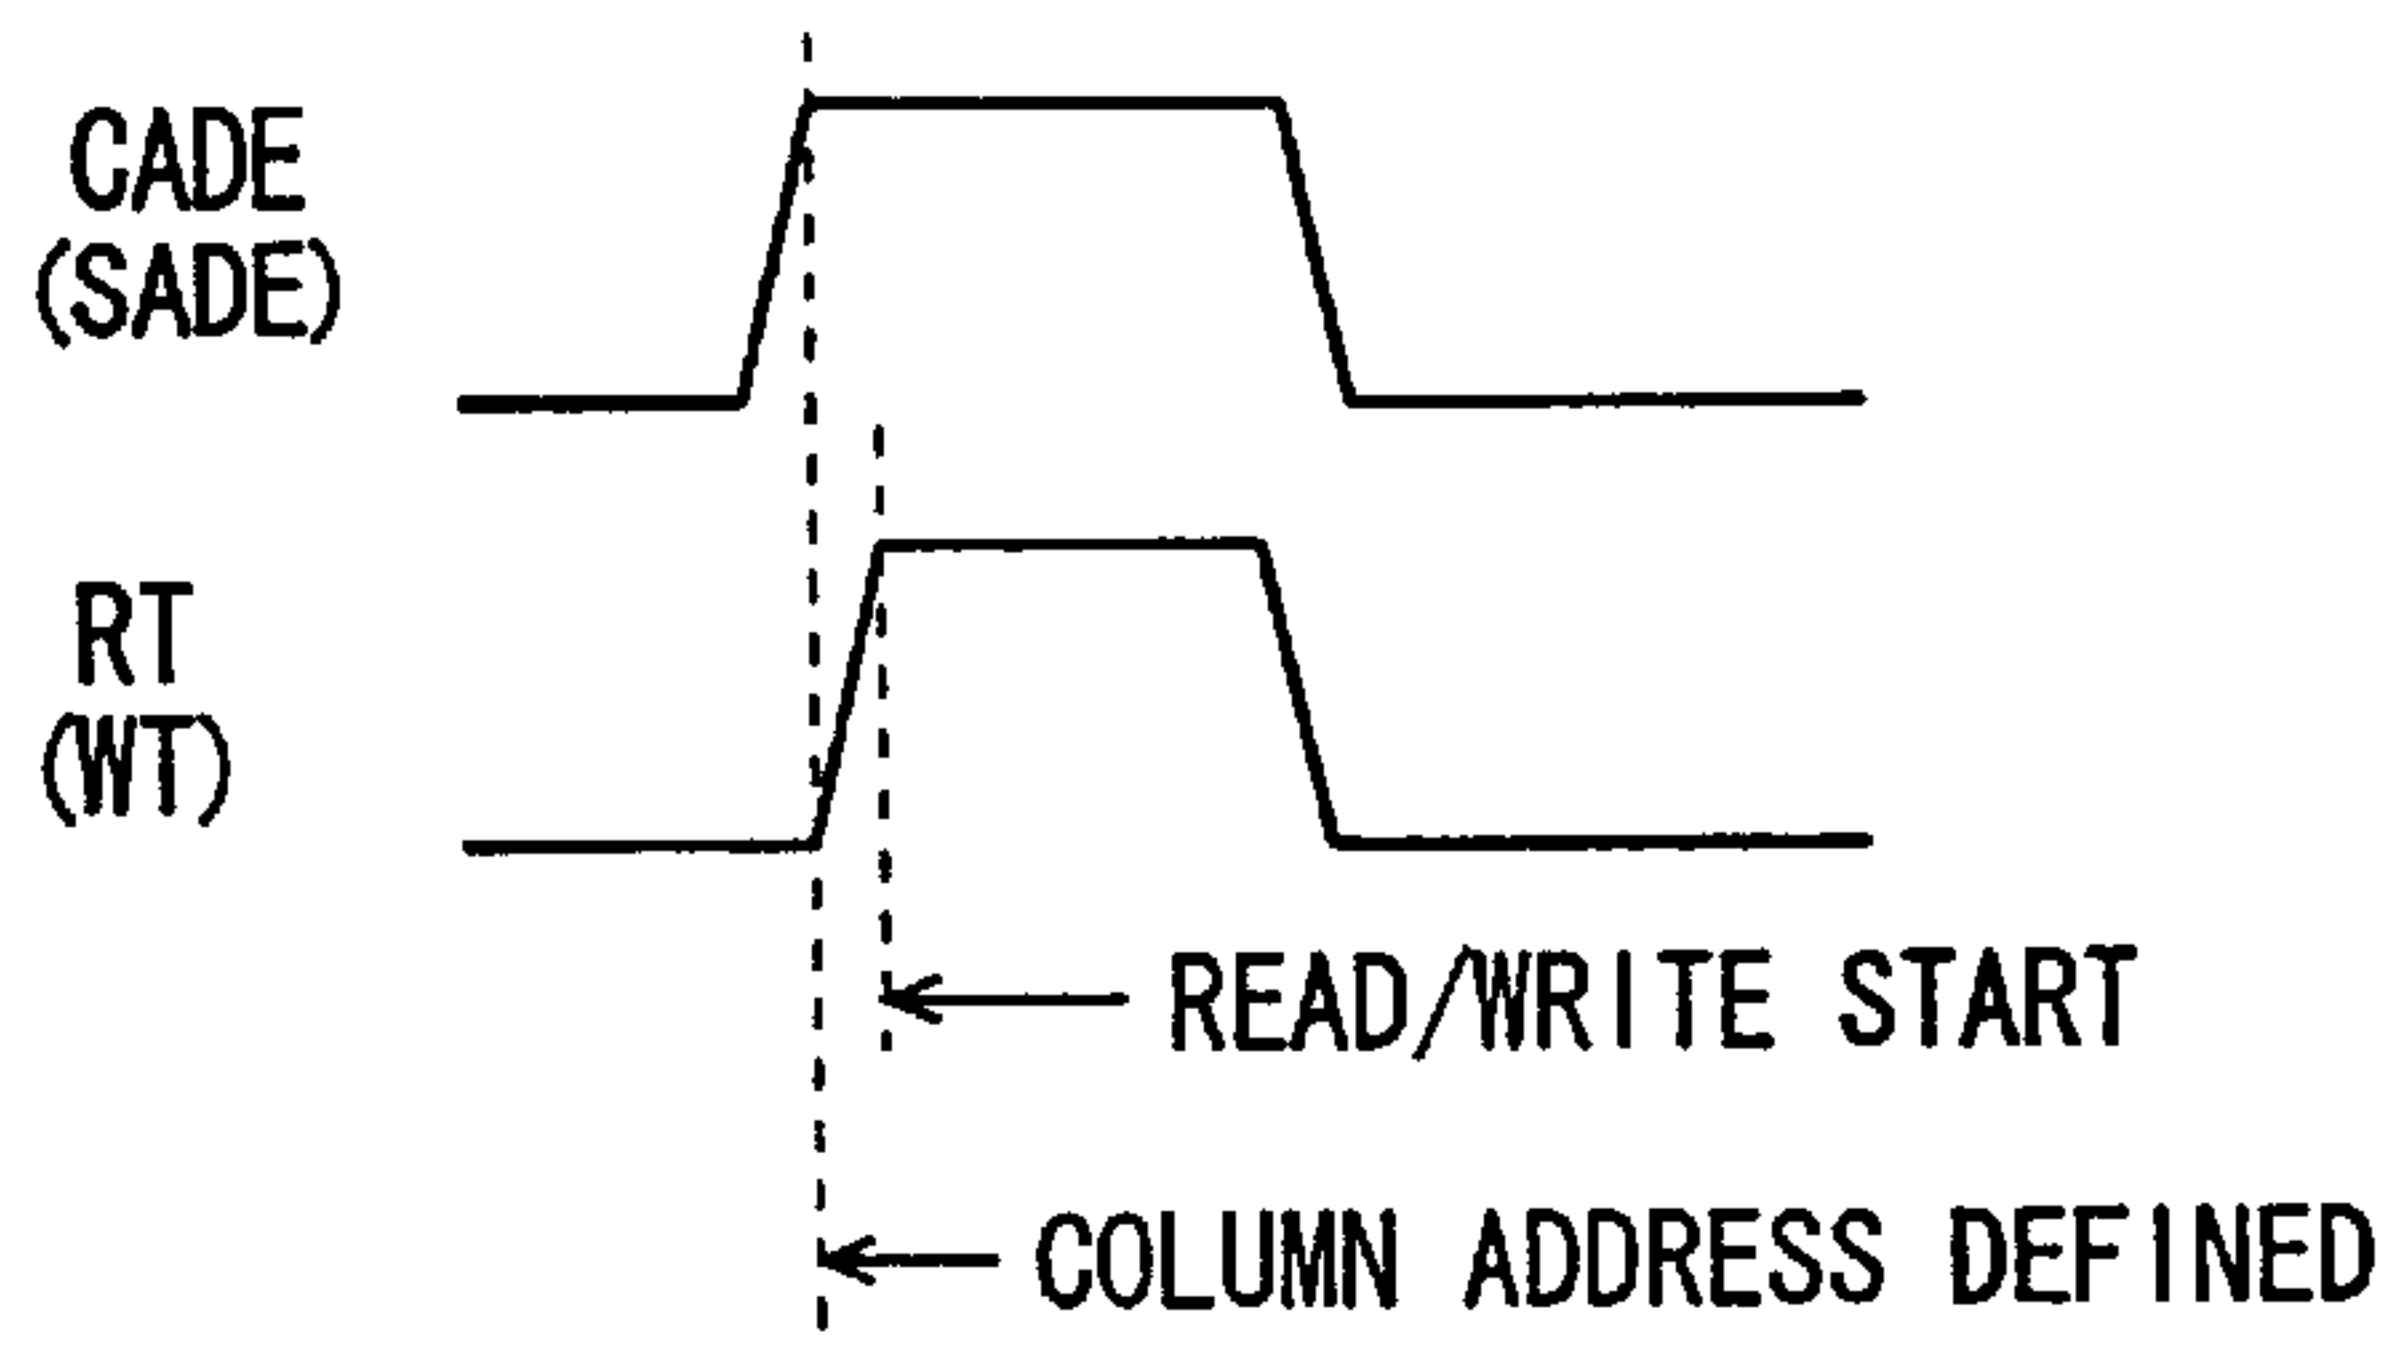 CADE
(SADE)
RT
(WT)
READ/WRITE START
COLUMN ADDRESS DEFINED